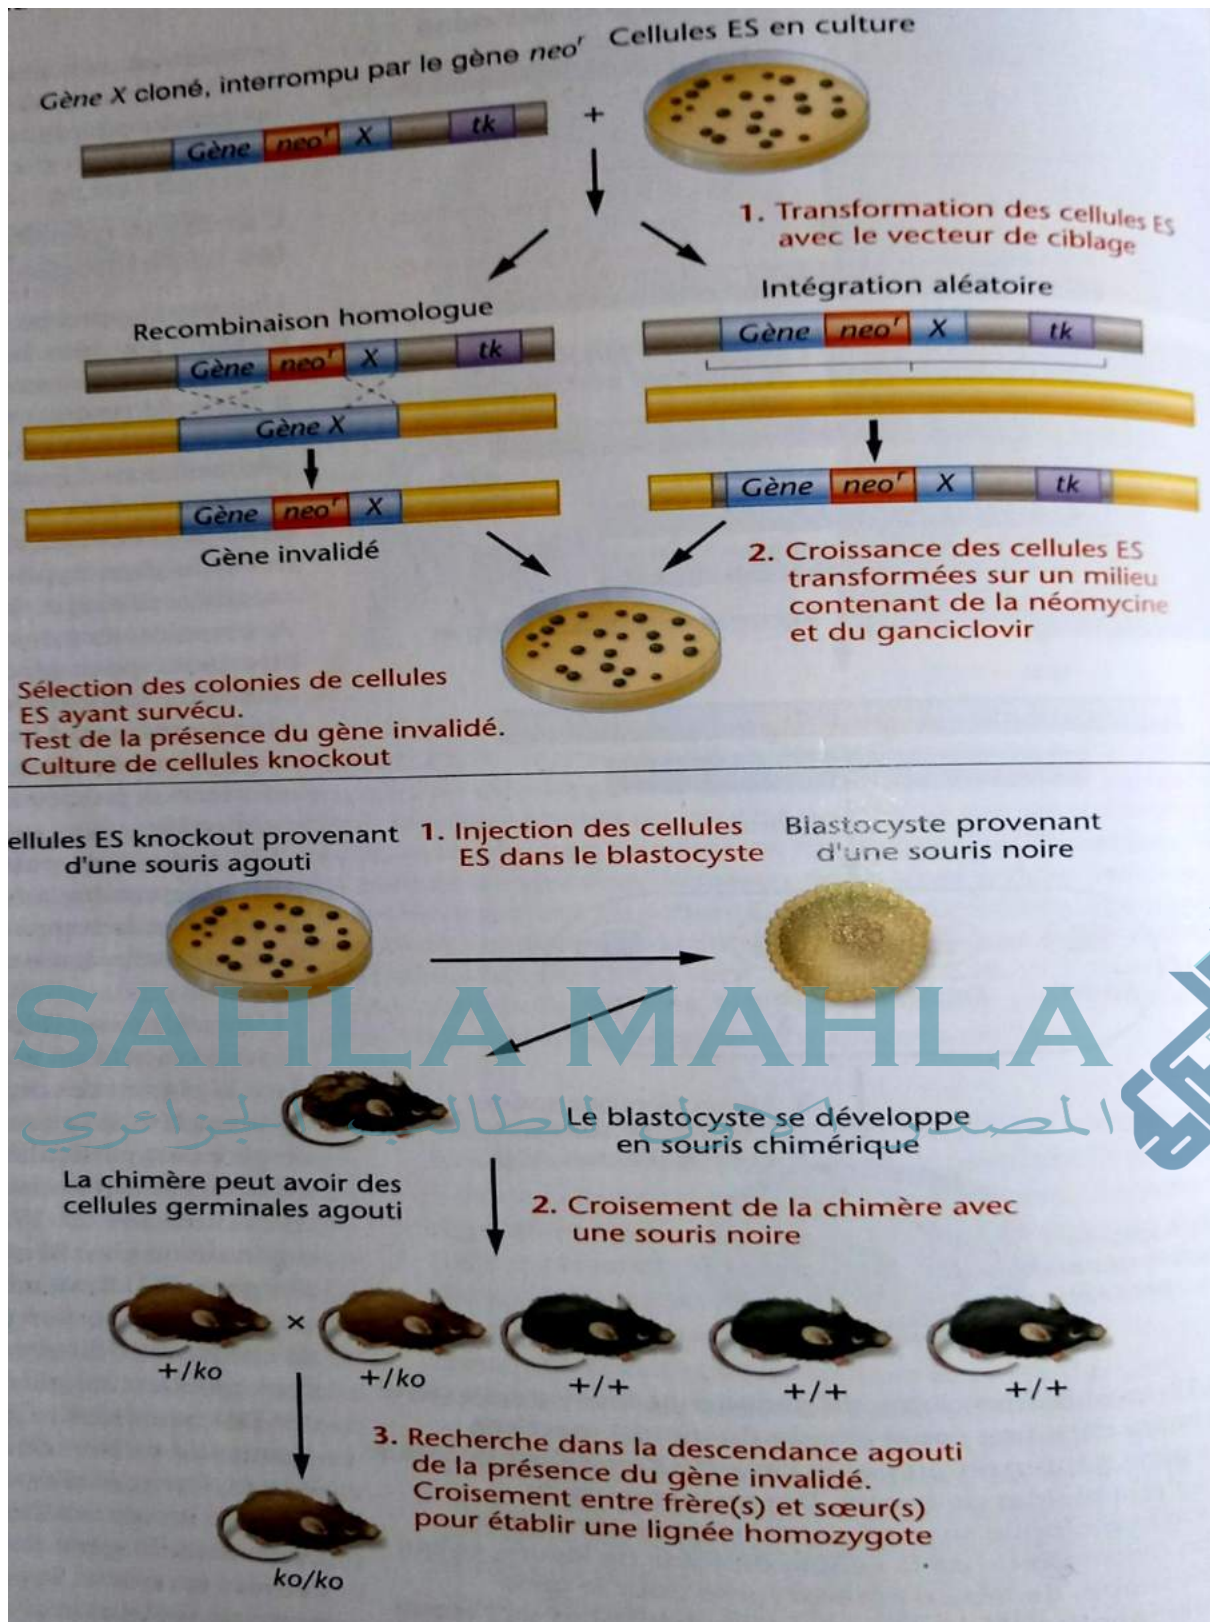 Gène X cloné, interrompu par le gène neoʳ
Cellules ES en culture
Gène neoʳ X tk
+
1. Transformation des cellules ES
avec le vecteur de ciblage
Recombinaison homologue
Intégration aléatoire
Gène neoʳ X tk
Gène neoʳ X tk
Gène X
Gène neoʳ X
Gène neoʳ X tk
Gène invalidé
2. Croissance des cellules ES
transformées sur un milieu
contenant de la néomycine
et du ganciclovir
Sélection des colonies de cellules
ES ayant survécu.
Test de la présence du gène invalidé.
Culture de cellules knockout
ellules ES knockout provenant
d'une souris agouti
1. Injection des cellules
ES dans le blastocyste
Blastocyste provenant
d'une souris noire
SAHLA MAHLA
المصدر الاول للطالب الجزائري
Le blastocyste se développe
en souris chimérique
La chimère peut avoir des
cellules germinales agouti
2. Croisement de la chimère avec
une souris noire
×
+/ko
+/ko
+/+
+/+
+/+
3. Recherche dans la descendance agouti
de la présence du gène invalidé.
Croisement entre frère(s) et sœur(s)
pour établir une lignée homozygote
ko/ko